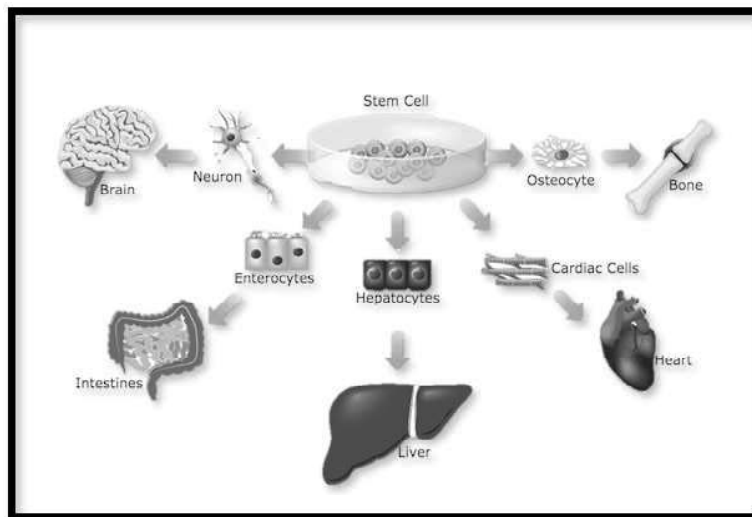 Stem Cell
Brain
Neuron
Osteocyte
Bone
Enterocytes
Hepatocytes
Cardiac Cells
Intestines
Liver
Heart